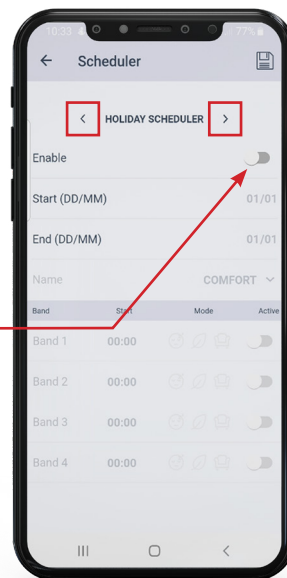 10:33
77%
Scheduler
HOLIDAY SCHEDULER
Enable
Start (DD/MM) 01/01
End (DD/MM) 01/01
Name COMFORT
Band Start Mode Active
Band 1 00:00
Band 2 00:00
Band 3 00:00
Band 4 00:00